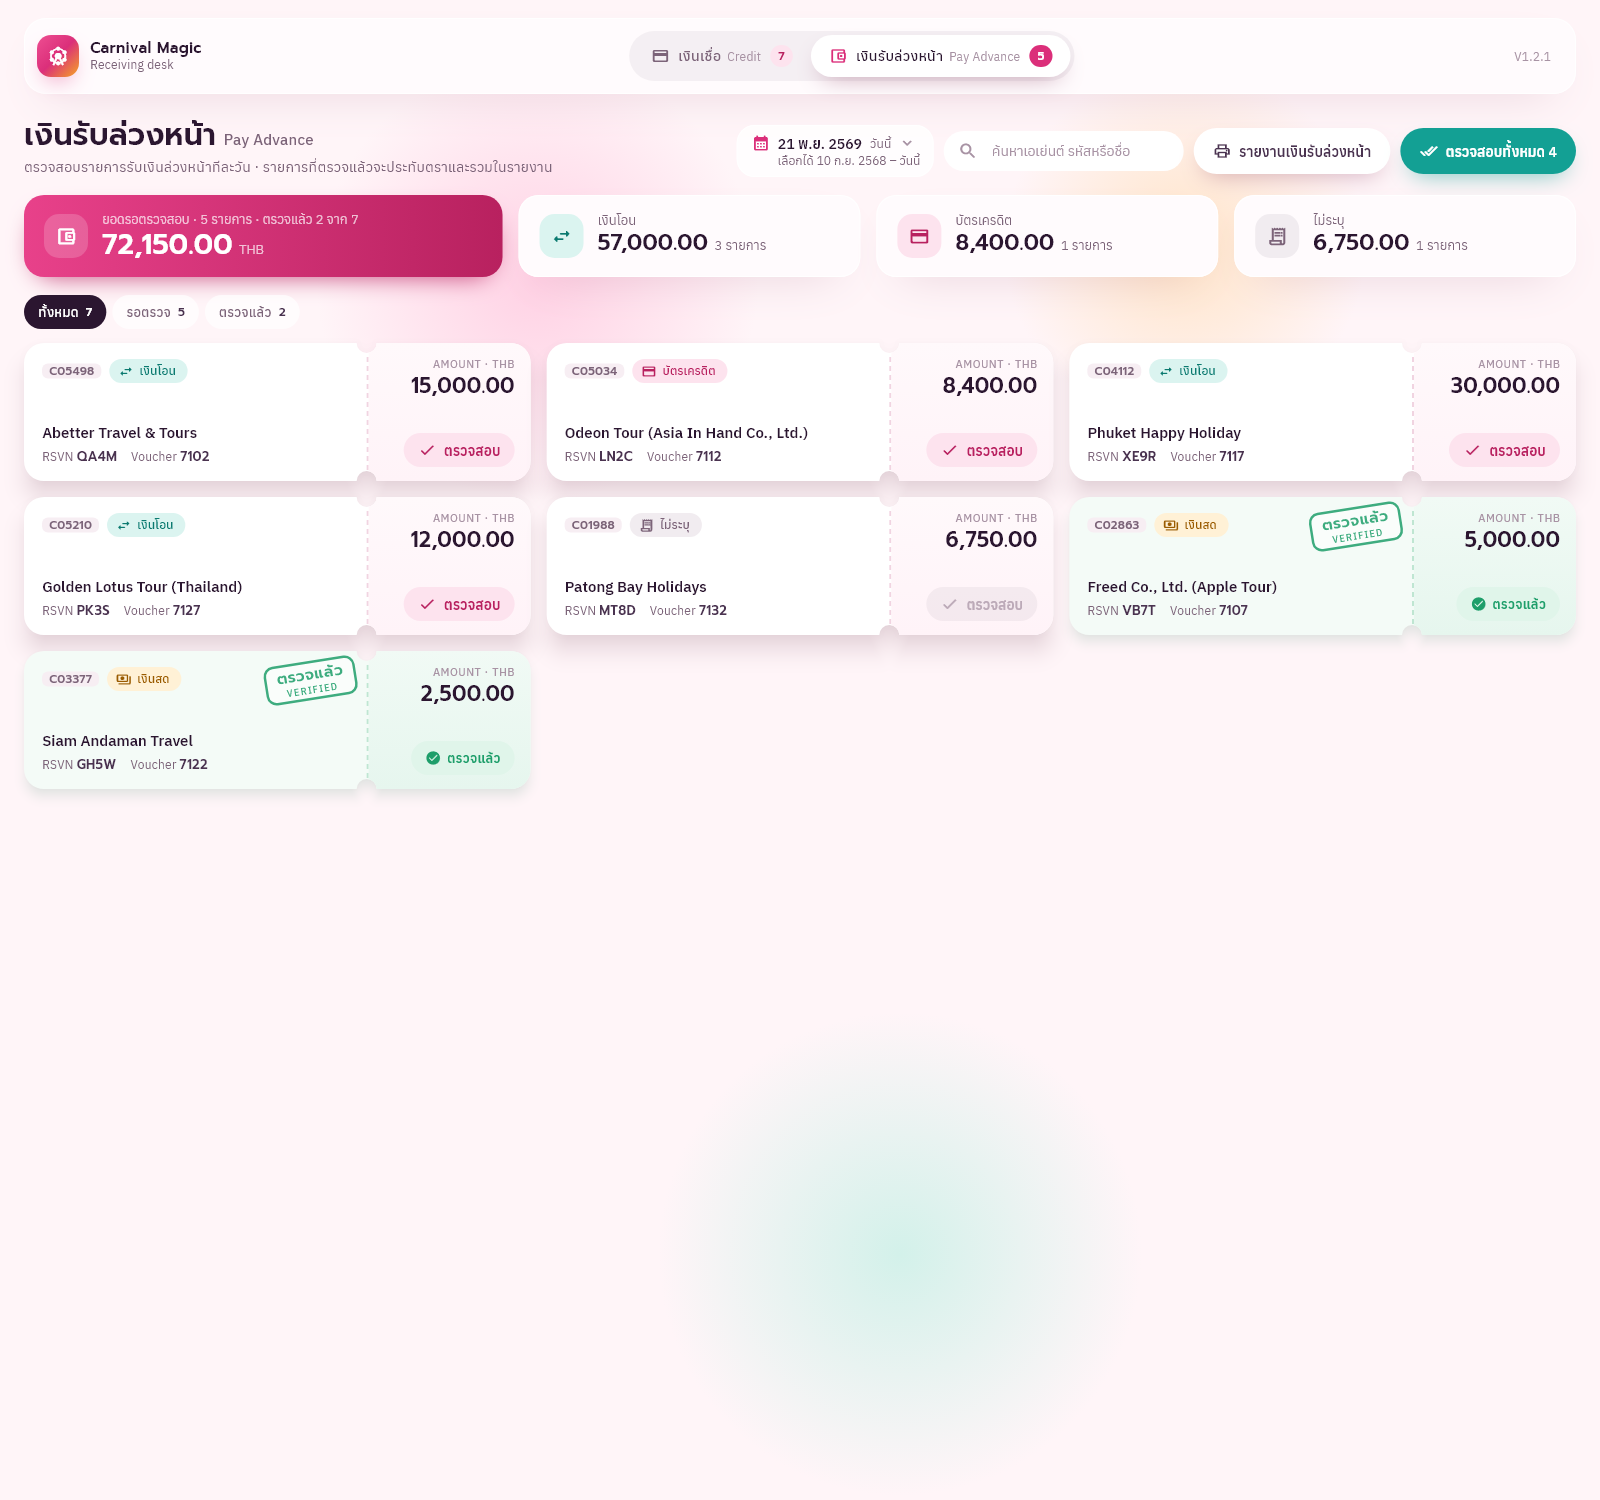 Carnival Magic
Receiving desk
เงินเชื่อ Credit 7
เงินรับล่วงหน้า Pay Advance 5
V1.2.1
เงินรับล่วงหน้า Pay Advance
ตรวจสอบรายการรับเงินล่วงหน้าทีละวัน · รายการที่ตรวจแล้วจะประทับตราและรวมในรายงาน
21 พ.ย. 2569 วันนี้
เลือกได้ 10 ก.ย. 2568 – วันนี้
ค้นหาเอเย่นต์ รหัสหรือชื่อ
รายงานเงินรับล่วงหน้า
ตรวจสอบทั้งหมด 4
ยอดรอตรวจสอบ · 5 รายการ · ตรวจแล้ว 2 จาก 7
72,150.00 THB
เงินโอน
57,000.00 3 รายการ
บัตรเครดิต
8,400.00 1 รายการ
ไม่ระบุ
6,750.00 1 รายการ
ทั้งหมด 7
รอตรวจ 5
ตรวจแล้ว 2
C05498 เงินโอน
AMOUNT · THB
15,000.00
Abetter Travel & Tours
RSVN QA4M Voucher 7102
ตรวจสอบ
C05034 บัตรเครดิต
AMOUNT · THB
8,400.00
Odeon Tour (Asia In Hand Co., Ltd.)
RSVN LN2C Voucher 7112
ตรวจสอบ
C04112 เงินโอน
AMOUNT · THB
30,000.00
Phuket Happy Holiday
RSVN XE9R Voucher 7117
ตรวจสอบ
C05210 เงินโอน
AMOUNT · THB
12,000.00
Golden Lotus Tour (Thailand)
RSVN PK3S Voucher 7127
ตรวจสอบ
C01988 ไม่ระบุ
AMOUNT · THB
6,750.00
Patong Bay Holidays
RSVN MT8D Voucher 7132
ตรวจสอบ
C02863 เงินสด
ตรวจแล้ว
VERIFIED
AMOUNT · THB
5,000.00
Freed Co., Ltd. (Apple Tour)
RSVN VB7T Voucher 7107
ตรวจแล้ว
C03377 เงินสด
ตรวจแล้ว
VERIFIED
AMOUNT · THB
2,500.00
Siam Andaman Travel
RSVN GH5W Voucher 7122
ตรวจแล้ว